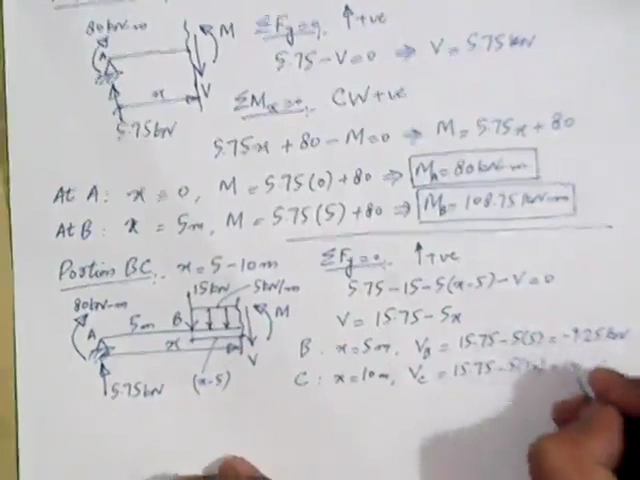 80kN-m
M
ΣFy=0, ↑+ve
5.75-V=0 ⇒ V=5.75kN
A
x
V
5.75kN
ΣMx=0: CW+ve
5.75x+80-M=0 ⇒ M=5.75x+80
At A: x=0, M=5.75(0)+80 ⇒ MA=80kN-m
At B: x=5m, M=5.75(5)+80 ⇒ MB=108.75kN-m
Portion BC: x=5-10m
ΣFy=0, ↑+ve
15kN
5kN/m
80kN-m
5m
B
M
A
x
V
(x-5)
5.75kN
5.75-15-5(x-5)-V=0
V=15.75-5x
B: x=5m, VB=15.75-5(5)=-9.25kN
C: x=10m, Vc=15.75-